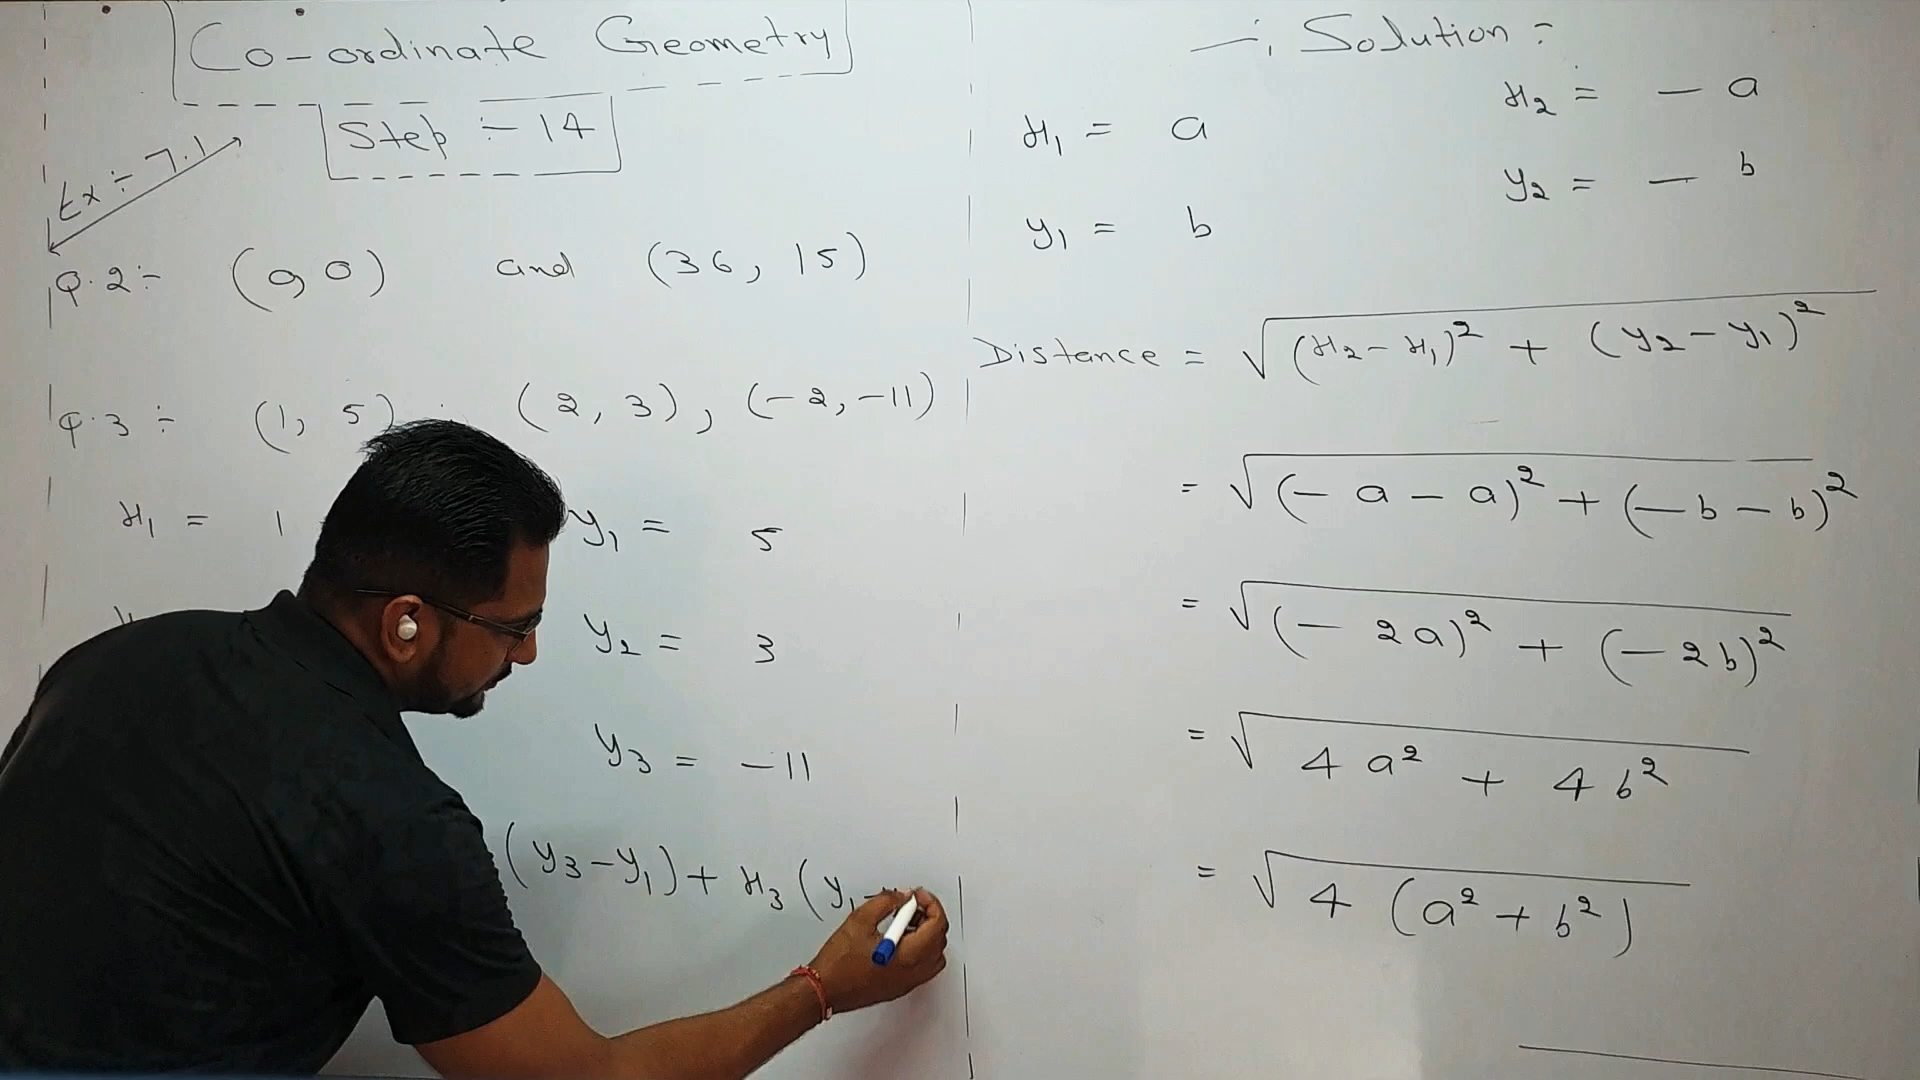 Co-ordinate Geometry
Step :- 14
Ex ÷ 7.1
Q.2:- (0,0) and (36, 15)
Q.3 ÷ (1, 5) (2, 3), (-2, -11)
x₁ = 1 y₁ = 5
y₂ = 3
y₃ = -11
(y₃-y₁) + x₃ (y₁-
Solution :
x₁ = a x₂ = - a
y₁ = b y₂ = - b
Distance = √(x₂-x₁)² + (y₂-y₁)²
= √(-a-a)² + (-b-b)²
= √(-2a)² + (-2b)²
= √4a² + 4b²
= √4 (a² + b²)